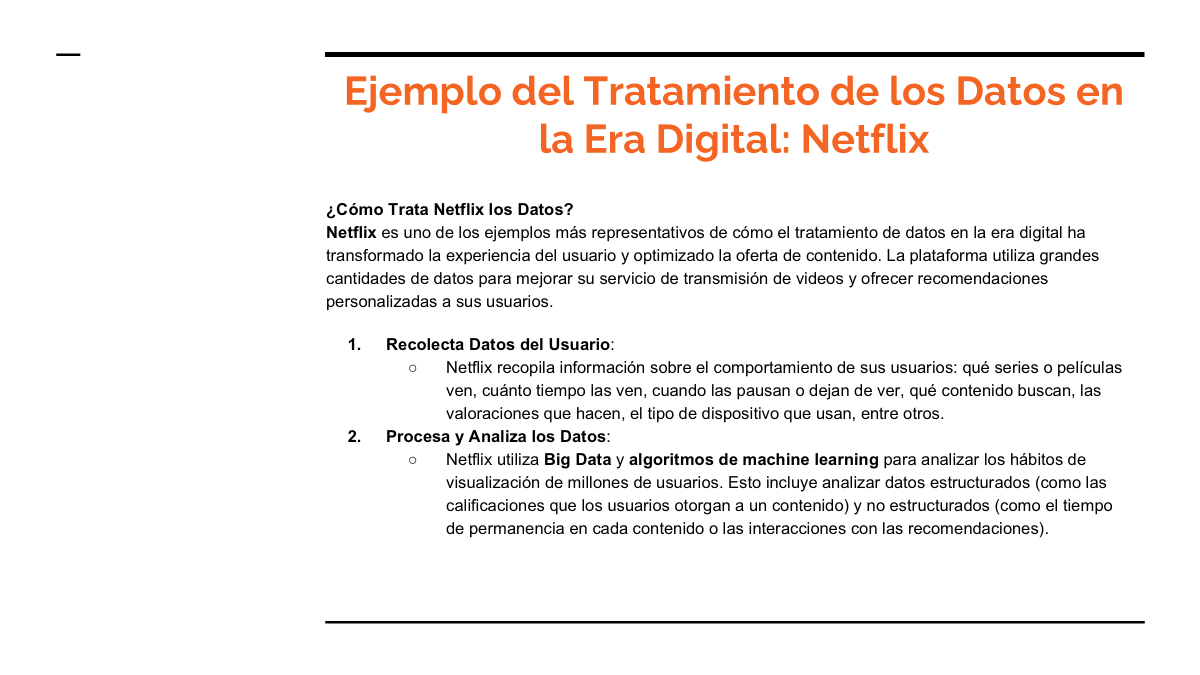 Ejemplo del Tratamiento de los Datos en
la Era Digital: Netflix
¿Cómo Trata Netflix los Datos?
Netflix es uno de los ejemplos más representativos de cómo el tratamiento de datos en la era digital ha
transformado la experiencia del usuario y optimizado la oferta de contenido. La plataforma utiliza grandes
cantidades de datos para mejorar su servicio de transmisión de videos y ofrecer recomendaciones
personalizadas a sus usuarios.
1. Recolecta Datos del Usuario:
○ Netflix recopila información sobre el comportamiento de sus usuarios: qué series o películas
ven, cuánto tiempo las ven, cuando las pausan o dejan de ver, qué contenido buscan, las
valoraciones que hacen, el tipo de dispositivo que usan, entre otros.
2. Procesa y Analiza los Datos:
○ Netflix utiliza Big Data y algoritmos de machine learning para analizar los hábitos de
visualización de millones de usuarios. Esto incluye analizar datos estructurados (como las
calificaciones que los usuarios otorgan a un contenido) y no estructurados (como el tiempo
de permanencia en cada contenido o las interacciones con las recomendaciones).